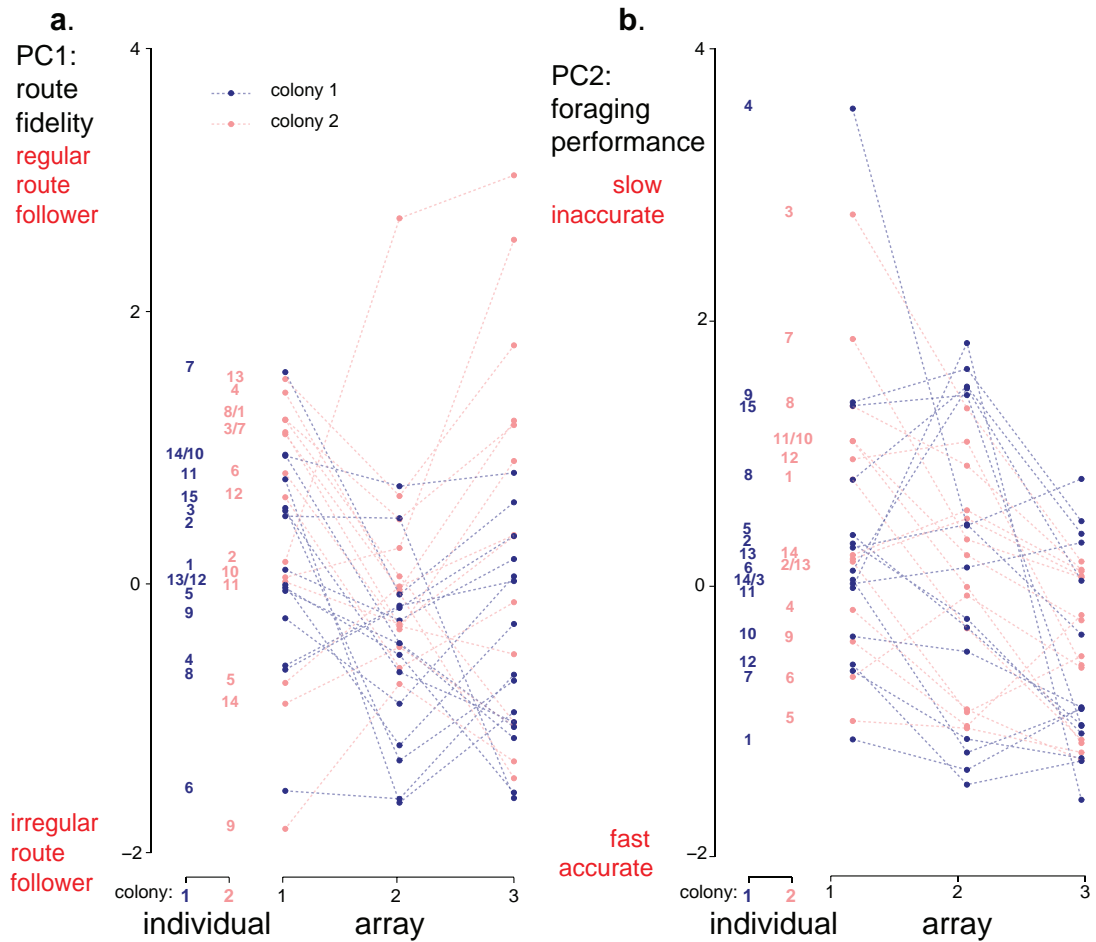 a.
PC1:
route
fidelity
regular
route
follower
irregular
route
follower
4
2
0
−2
colony 1
colony 2
7
14/10
11
15
3
2
1
13/12
5
9
4
8
6
13
4
8/1
3/7
6
12
2
10
11
5
14
9
colony: 1 2
1 2 3
individual array
b.
PC2:
foraging
performance
slow
inaccurate
fast
accurate
4
2
0
−2
4
9
15
8
5
2
13
6
14/3
11
10
12
7
1
3
7
8
11/10
12
1
14
2/13
4
9
6
5
colony: 1 2
1 2 3
individual array